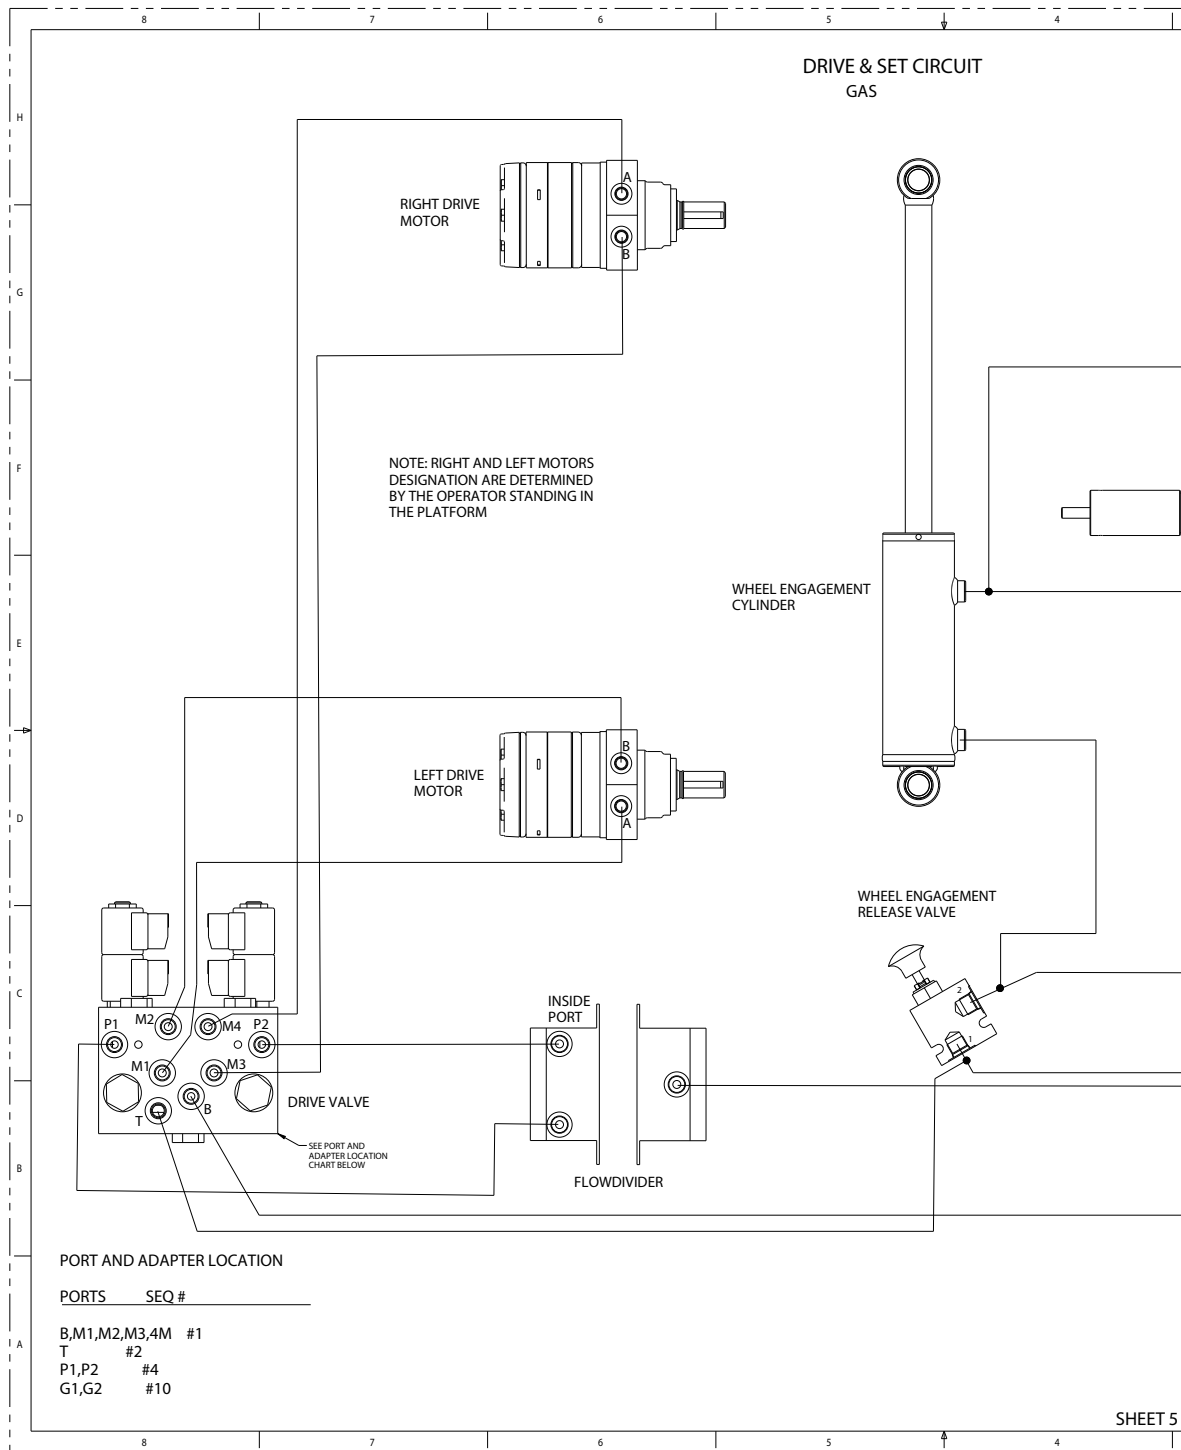 8 7 6 5 4
DRIVE & SET CIRCUIT
GAS
H
A
RIGHT DRIVE
MOTOR
B
G
F
NOTE: RIGHT AND LEFT MOTORS
DESIGNATION ARE DETERMINED
BY THE OPERATOR STANDING IN
THE PLATFORM
WHEEL ENGAGEMENT
CYLINDER
E
B
LEFT DRIVE
MOTOR
A
D
WHEEL ENGAGEMENT
RELEASE VALVE
C
2
1
INSIDE
PORT
P1 M2 M4 P2
M1 M3
T B
DRIVE VALVE
SEE PORT AND
ADAPTER LOCATION
CHART BELOW
B
FLOWDIVIDER
PORT AND ADAPTER LOCATION
PORTS SEQ #
B,M1,M2,M3,4M #1
T #2
P1,P2 #4
G1,G2 #10
A
SHEET 5
8 7 6 5 4